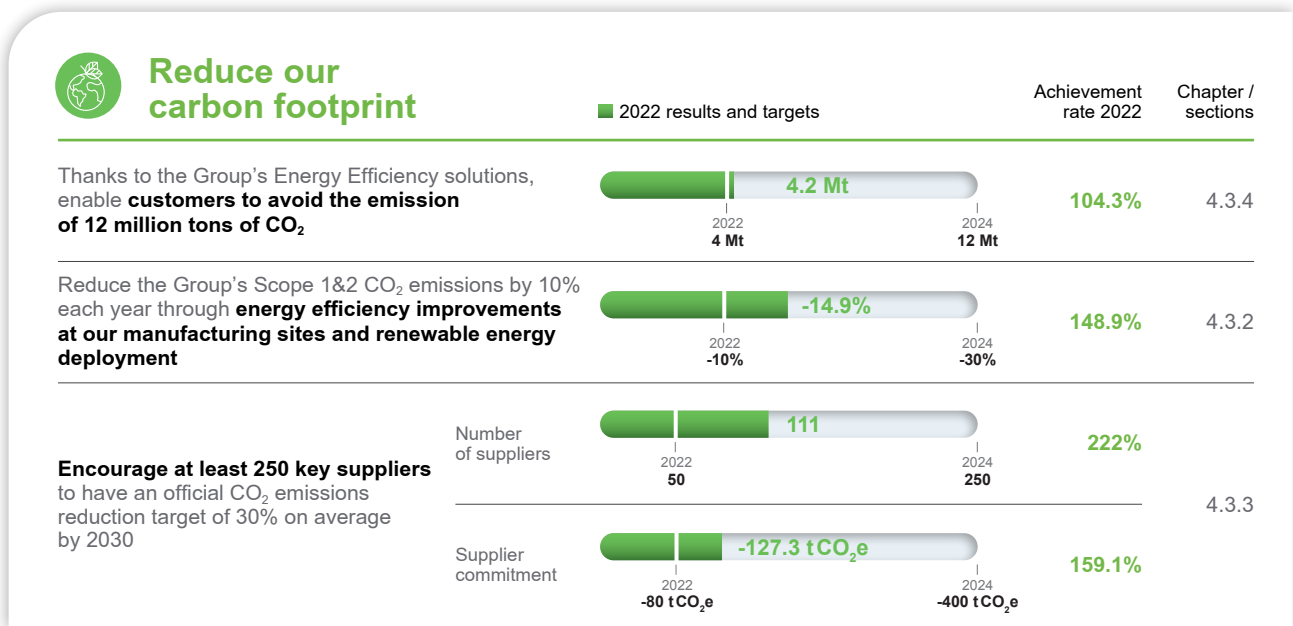 Reduce our
carbon footprint
2022 results and targets
Achievement
rate 2022
Chapter /
sections
Thanks to the Group’s Energy Efficiency solutions,
enable customers to avoid the emission
of 12 million tons of CO₂
4.2 Mt
2022
4 Mt
2024
12 Mt
104.3%
4.3.4
Reduce the Group’s Scope 1&2 CO₂ emissions by 10%
each year through energy efficiency improvements
at our manufacturing sites and renewable energy
deployment
-14.9%
2022
-10%
2024
-30%
148.9%
4.3.2
Encourage at least 250 key suppliers
to have an official CO₂ emissions
reduction target of 30% on average
by 2030
Number
of suppliers
111
2022
50
2024
250
222%
Supplier
commitment
-127.3 t CO₂e
2022
-80 t CO₂e
2024
-400 t CO₂e
159.1%
4.3.3